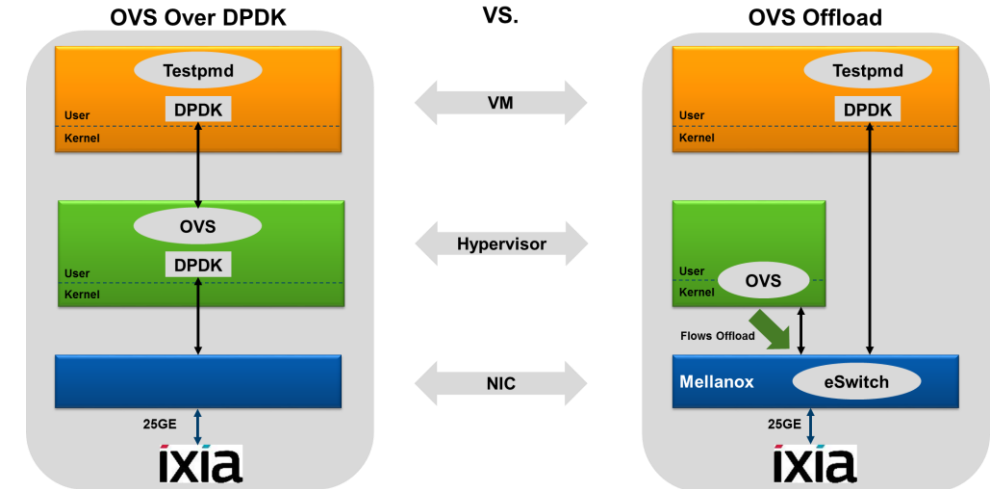 OVS Over DPDK
VS.
OVS Offload
Testpmd
DPDK
User
Kernel
VM
Testpmd
DPDK
User
Kernel
OVS
DPDK
User
Kernel
Hypervisor
User
Kernel
OVS
Flows Offload
NIC
Mellanox
eSwitch
25GE
ixia
25GE
ixia